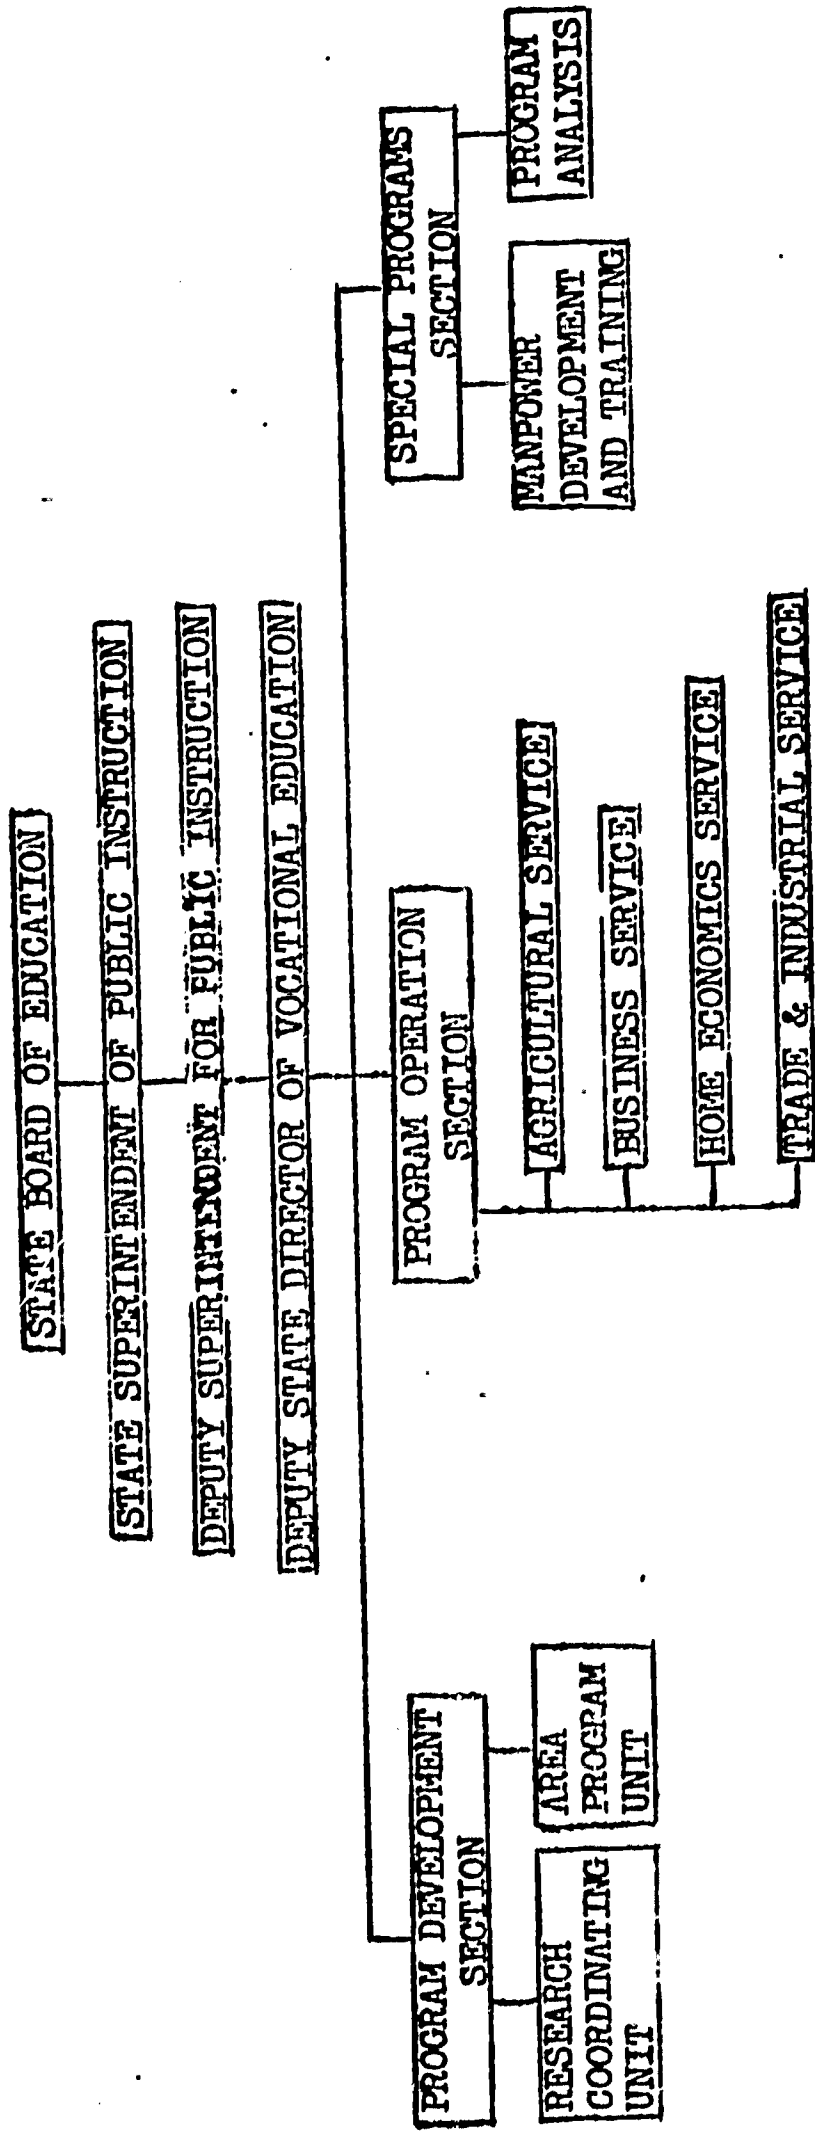 STATE BOARD OF EDUCATION
STATE SUPERINTENDENT OF PUBLIC INSTRUCTION
DEPUTY SUPERINTENDENT FOR PUBLIC INSTRUCTION
DEPUTY STATE DIRECTOR OF VOCATIONAL EDUCATION
PROGRAM DEVELOPMENT
SECTION
RESEARCH
COORDINATING
UNIT
AREA
PROGRAM
UNIT
PROGRAM OPERATION
SECTION
AGRICULTURAL SERVICE
BUSINESS SERVICE
HOME ECONOMICS SERVICE
TRADE & INDUSTRIAL SERVICE
SPECIAL PROGRAMS
SECTION
MANPOWER
DEVELOPMENT
AND TRAINING
PROGRAM
ANALYSIS